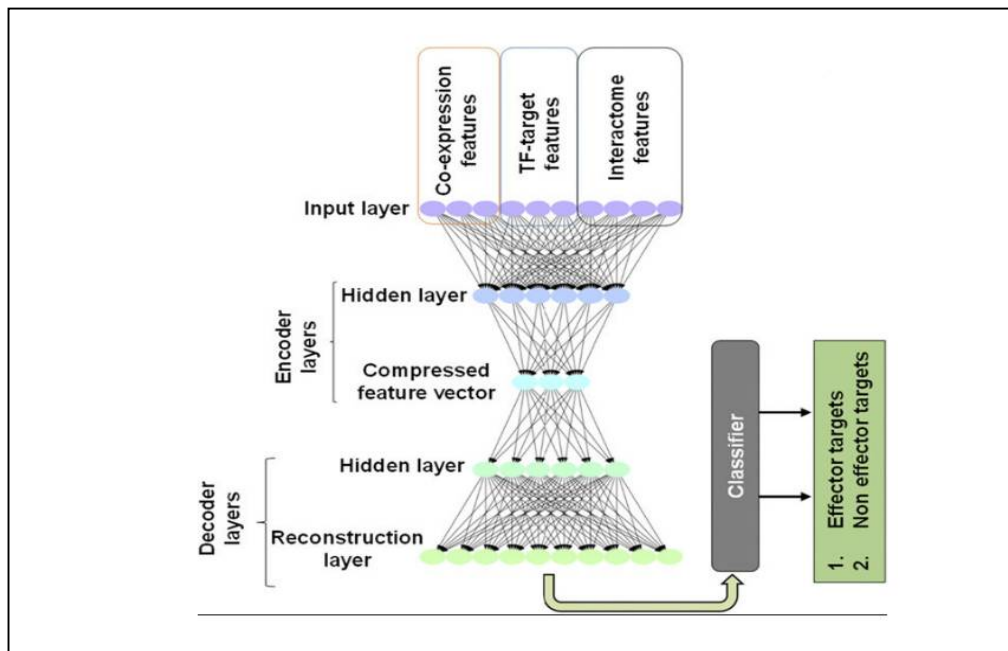 Co-expression
features
TF-target
features
Interactome
features
Input layer
Hidden layer
Encoder
layers
Compressed
feature vector
Hidden layer
Decoder
layers
Reconstruction
layer
Classifier
1. Effector targets
2. Non effector targets